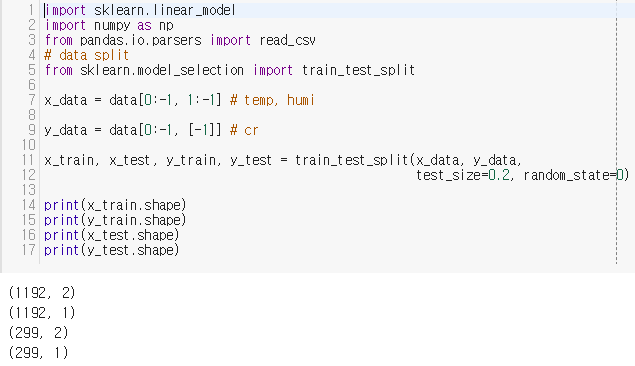 1 import sklearn.linear_model
2 import numpy as np
3 from pandas.io.parsers import read_csv
4 # data split
5 from sklearn.model_selection import train_test_split
6
7 x_data = data[0:-1, 1:-1] # temp, humi
8
9 y_data = data[0:-1, [-1]] # cr
10
11 x_train, x_test, y_train, y_test = train_test_split(x_data, y_data,
12 test_size=0.2, random_state=0)
13
14 print(x_train.shape)
15 print(y_train.shape)
16 print(x_test.shape)
17 print(y_test.shape)
(1192, 2)
(1192, 1)
(299, 2)
(299, 1)